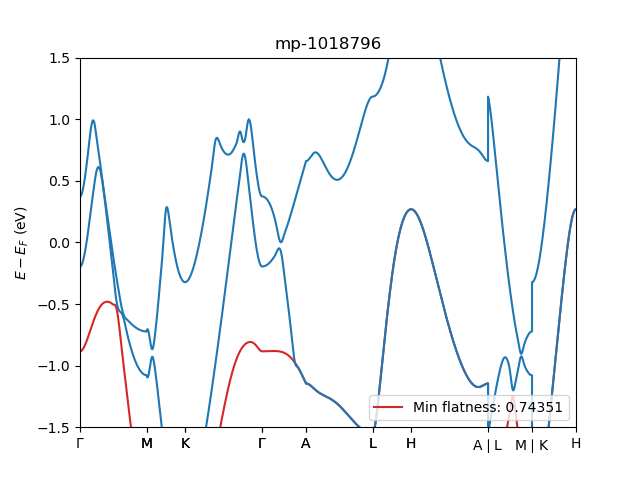 mp-1018796
E − E_F (eV)
1.5
1.0
0.5
0.0
−0.5
−1.0
−1.5
Min flatness: 0.74351
Γ M K Γ A L H A | L M | K H